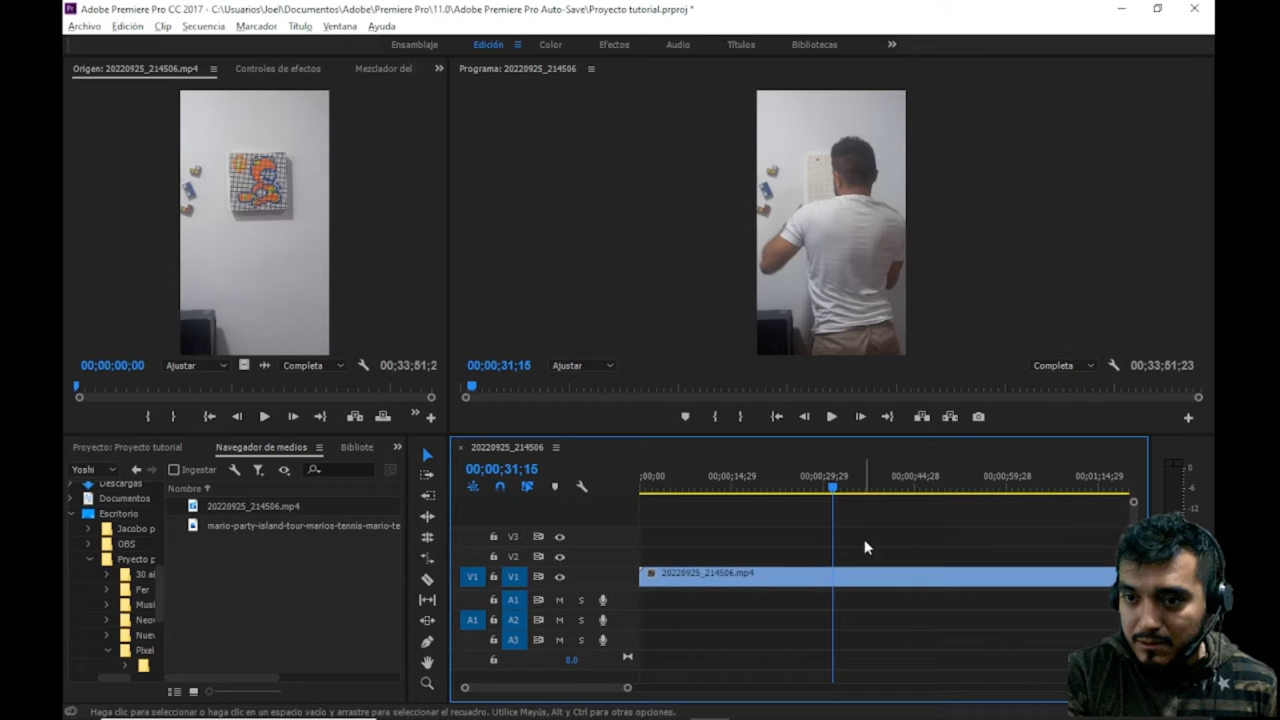 Adobe Premiere Pro CC 2017 - C:\Usuarios\Joel\Documentos\Adobe\Premiere Pro\11.0\Adobe Premiere Pro Auto-Save\Proyecto tutorial.prproj *
Archivo Edición Clip Secuencia Marcador Título Ventana Ayuda
Ensamblaje Edición Color Efectos Audio Títulos Bibliotecas
Origen: 20220925_214506.mp4 Controles de efectos Mezclador del
Programa: 20220925_214506
00;00;00;00 Ajustar Completa 00;33;51;2
00;00;31;15 Ajustar Completa 00;33;51;23
Proyecto: Proyecto tutorial Navegador de medios Bibliote
Yoshi Ingestar
Nombre
Descargas
Documentos
Escritorio
Jacobo p
OBS
Pryecto p
30 ai
Fer
Musi
Neo
Nuev
Pixel
20220925_214506.mp4
mario-party-island-tour-marios-tennis-mario-te
20220925_214506
00;00;31;15
;00;00 00;00;14;29 00;00;29;29 00;00;44;28 00;00;59;28 00;01;14;29
V3
V2
V1 V1 20220925_214506.mp4
A1 M S
A1 A2 M S
A3 M S
0,0
0
-6
-12
Haga clic para seleccionar o haga clic en un espacio vacío y arrastre para seleccionar el recuadro. Utilice Mayús, Alt y Ctrl para otras opciones.